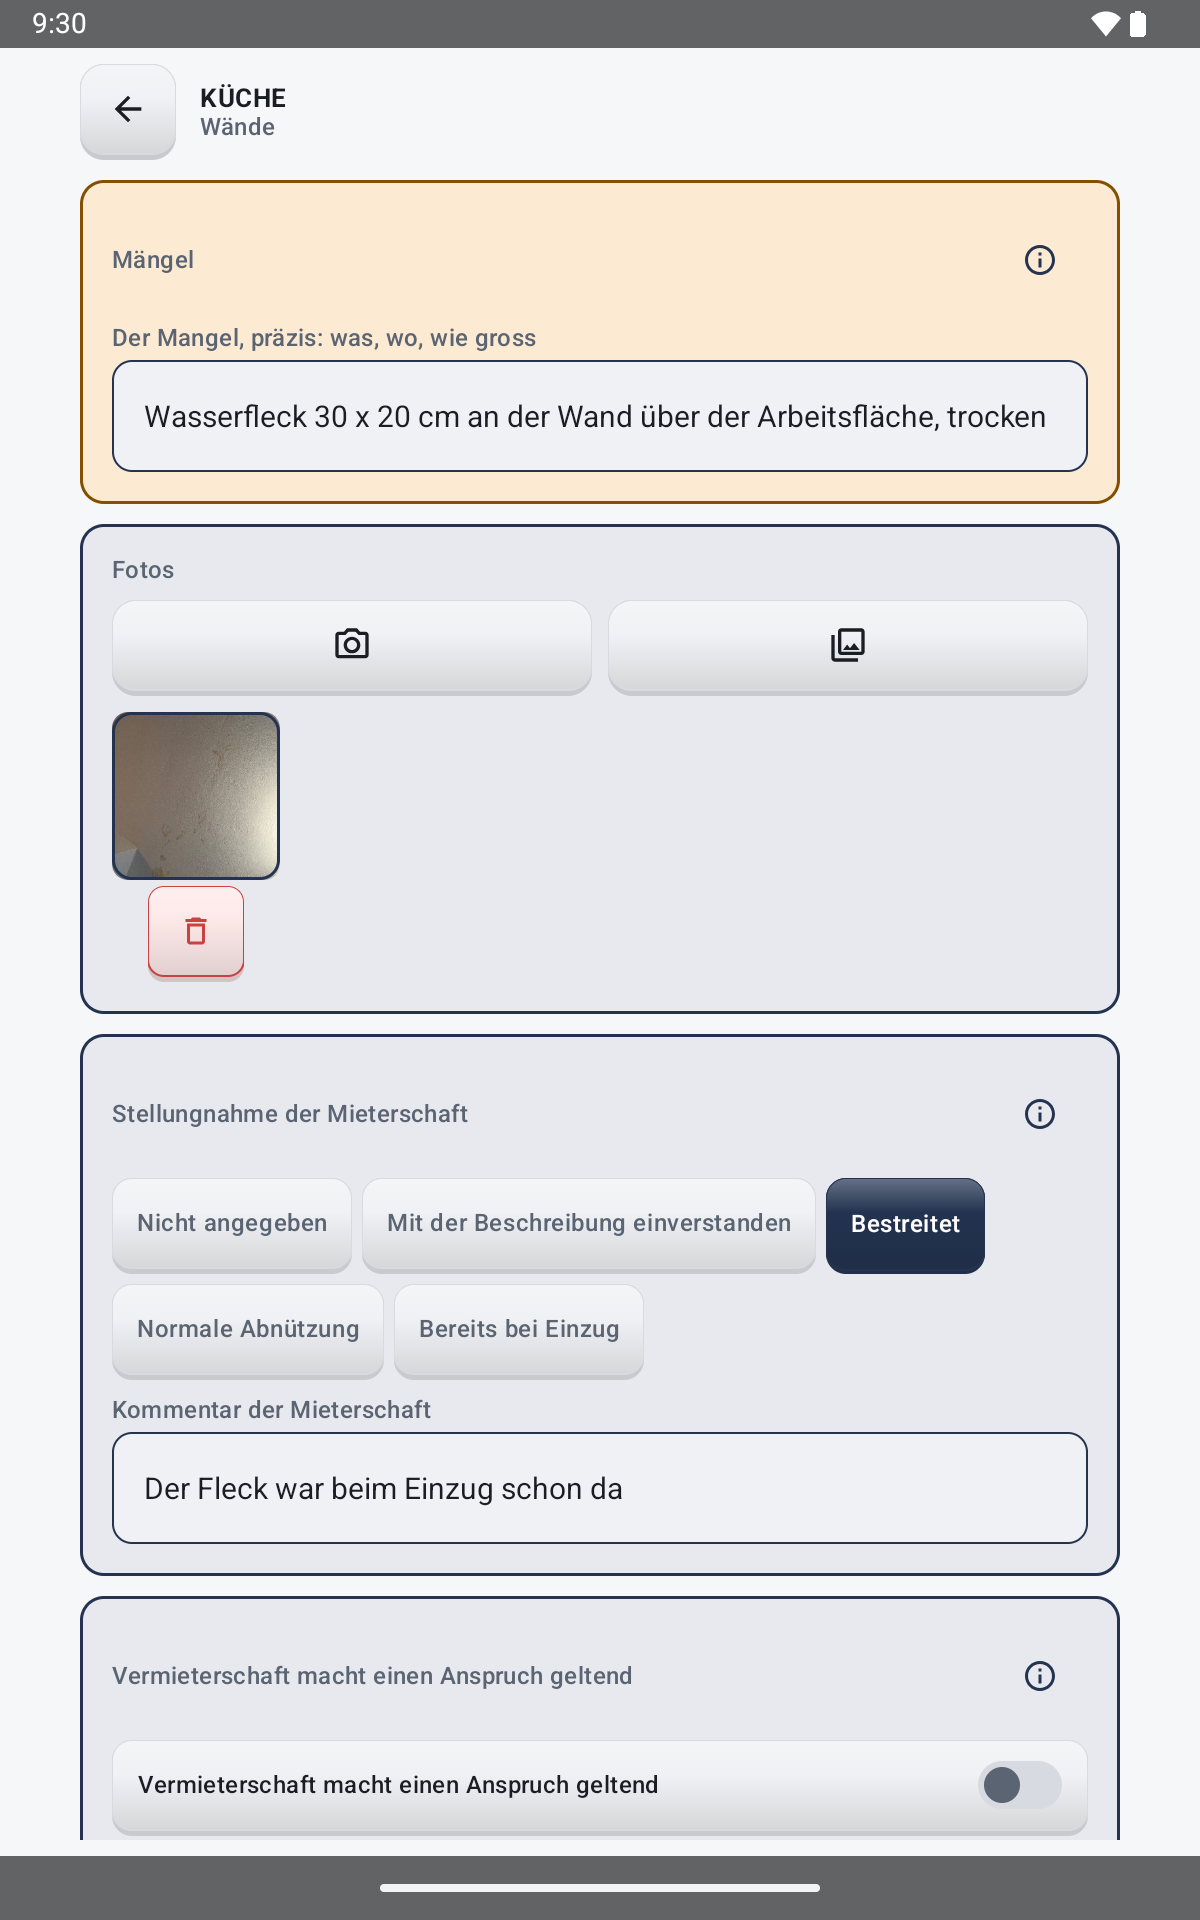 9:30
KÜCHE
Wände
Mängel
Der Mangel, präzis: was, wo, wie gross
Wasserfleck 30 x 20 cm an der Wand über der Arbeitsfläche, trocken
Fotos
Stellungnahme der Mieterschaft
Nicht angegeben
Mit der Beschreibung einverstanden
Bestreitet
Normale Abnützung
Bereits bei Einzug
Kommentar der Mieterschaft
Der Fleck war beim Einzug schon da
Vermieterschaft macht einen Anspruch geltend
Vermieterschaft macht einen Anspruch geltend